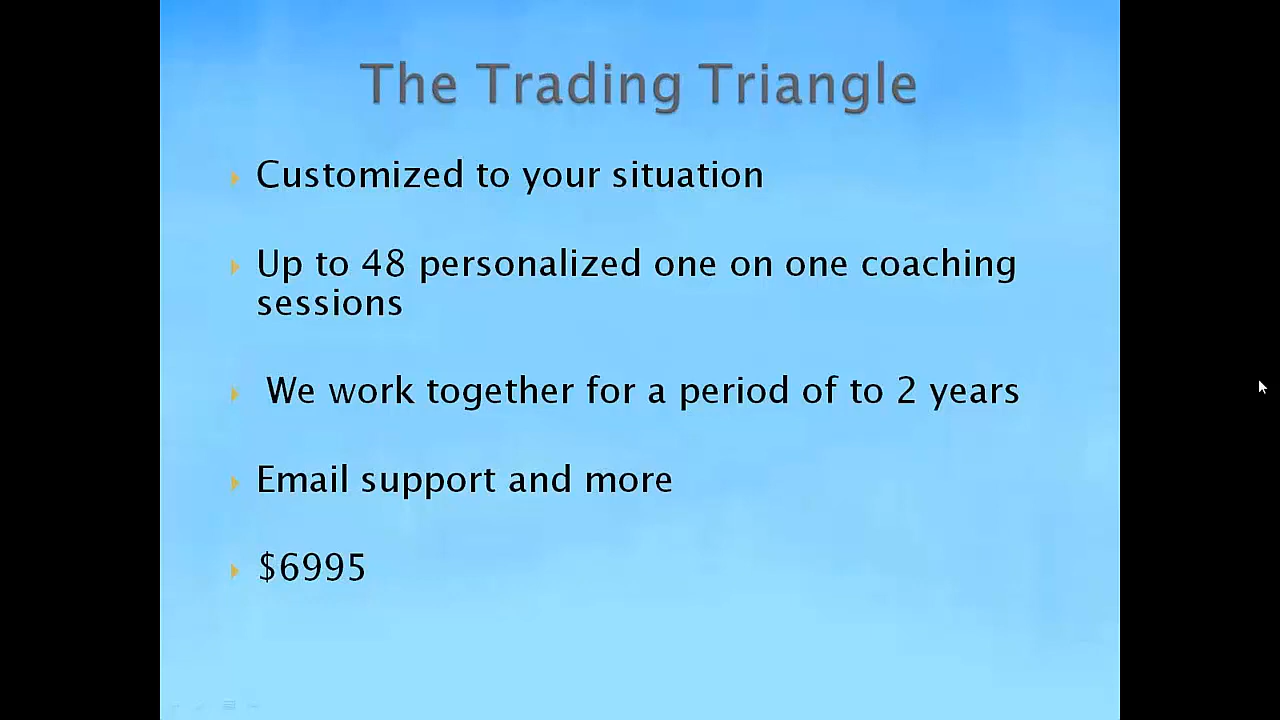 The Trading Triangle
Customized to your situation
Up to 48 personalized one on one coaching
sessions
We work together for a period of to 2 years
Email support and more
$6995